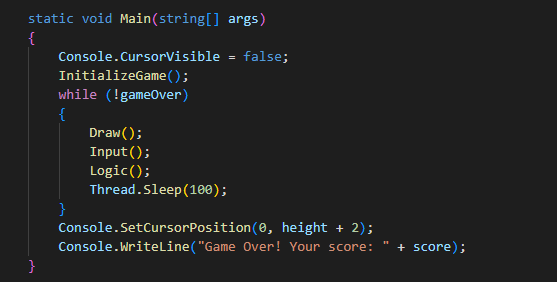 static void Main(string[] args)
{
    Console.CursorVisible = false;
    InitializeGame();
    while (!gameOver)
    {
        Draw();
        Input();
        Logic();
        Thread.Sleep(100);
    }
    Console.SetCursorPosition(0, height + 2);
    Console.WriteLine("Game Over! Your score: " + score);
}